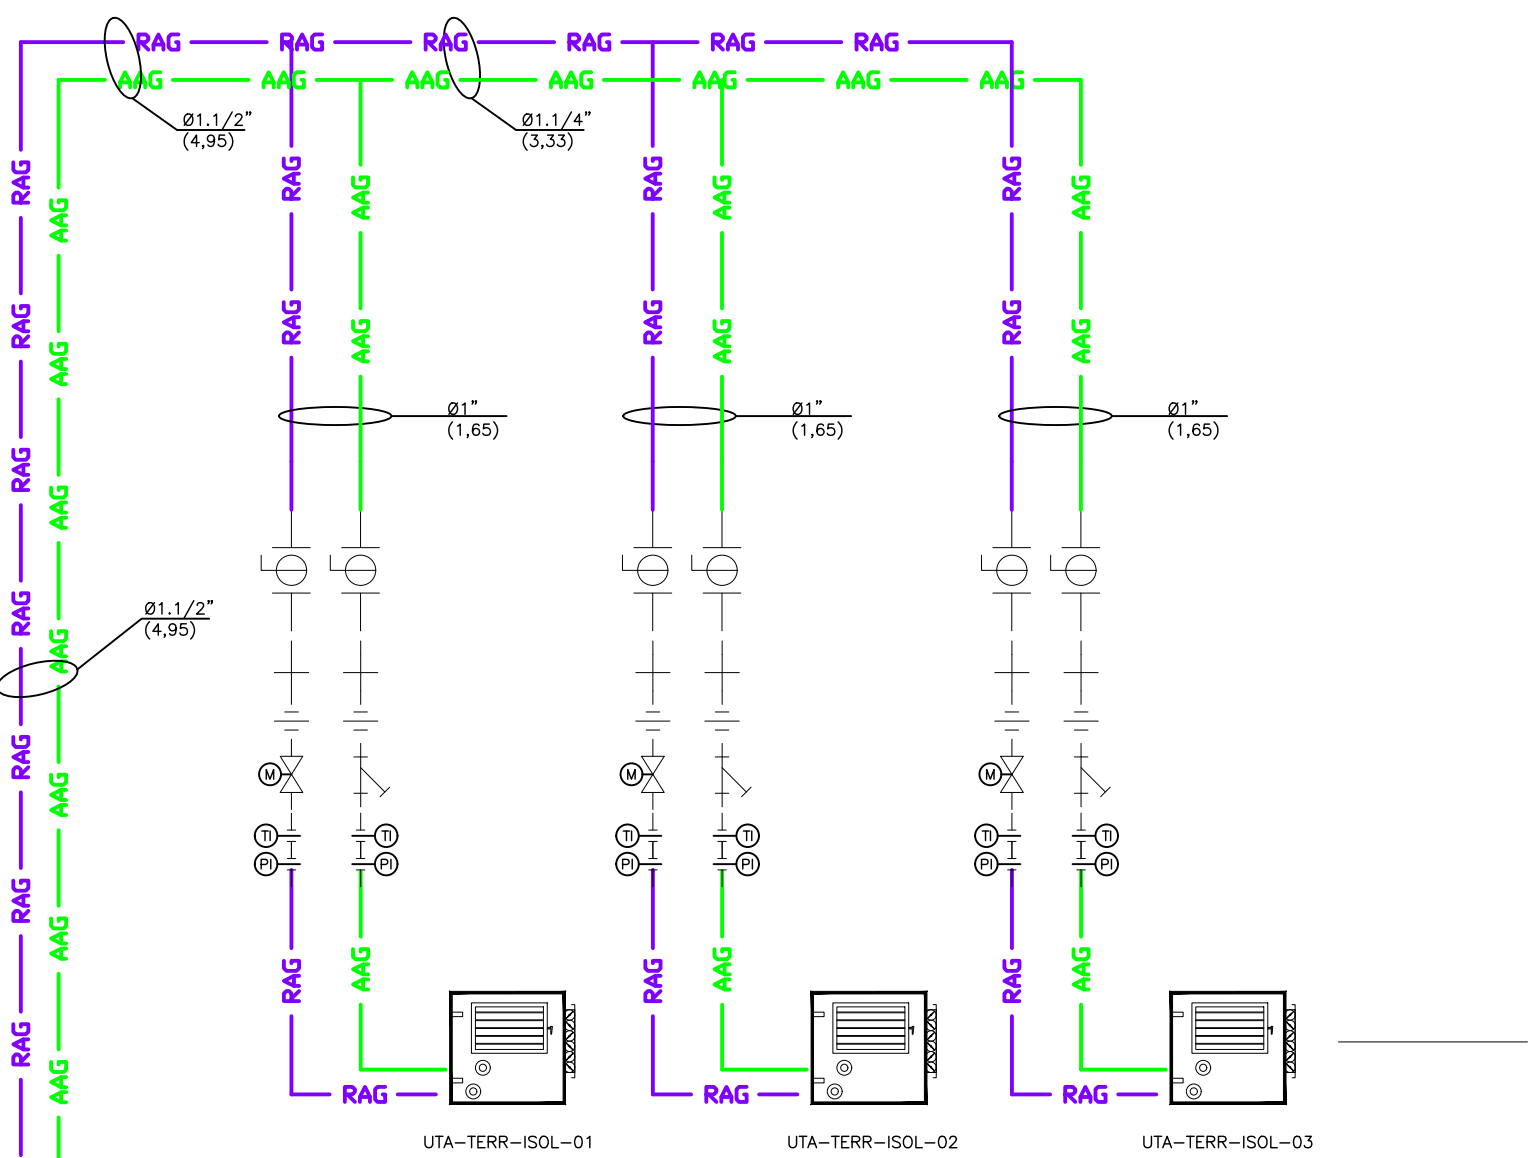 RAG RAG RAG RAG RAG RAG
AAG AAG AAG AAG AAG AAG AAG
Ø1.1/2” Ø1.1/4”
(4,95) (3,33)
RAG RAG RAG RAG
AAG AAG AAG AAG
RAG RAG RAG RAG
AAG AAG AAG AAG
Ø1” Ø1” Ø1”
(1,65) (1,65) (1,65)
RAG
AAG
Ø1.1/2”
(4,95)
RAG
AAG
RAG
M M M
AAG
TI TI TI TI TI TI
PI PI PI PI PI PI
RAG
AAG
RAG AAG RAG AAG RAG AAG
RAG
AAG
RAG RAG RAG
UTA-TERR-ISOL-01 UTA-TERR-ISOL-02 UTA-TERR-ISOL-03